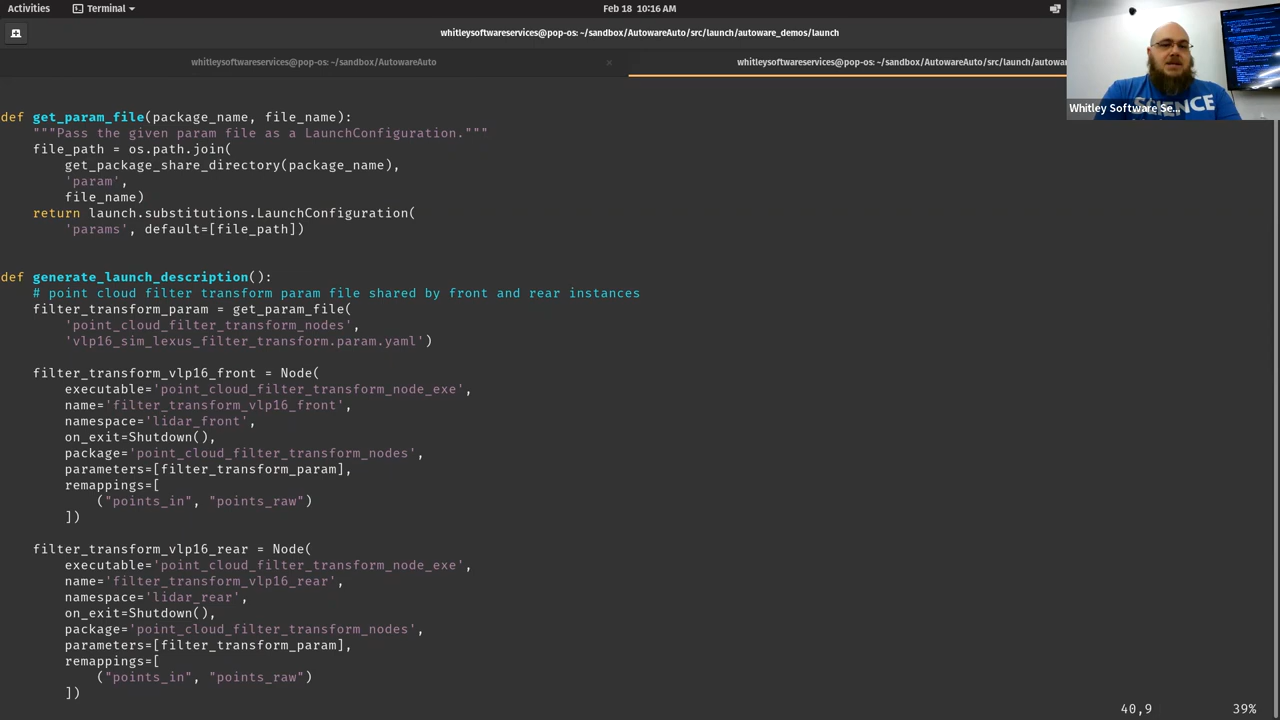 Activities
Terminal
Feb 18 10:16 AM
whitleysoftwareservices@pop-os: ~/sandbox/AutowareAuto/src/launch/autoware_demos/launch
whitleysoftwareservices@pop-os: ~/sandbox/AutowareAuto
×
whitleysoftwareservices@pop-os: ~/sandbox/AutowareAuto/src/launch/autowar
Whitley Software Se...
SCIENCE
def get_param_file(package_name, file_name):
    """Pass the given param file as a LaunchConfiguration."""
    file_path = os.path.join(
        get_package_share_directory(package_name),
        'param',
        file_name)
    return launch.substitutions.LaunchConfiguration(
        'params', default=[file_path])
def generate_launch_description():
    # point cloud filter transform param file shared by front and rear instances
    filter_transform_param = get_param_file(
        'point_cloud_filter_transform_nodes',
        'vlp16_sim_lexus_filter_transform.param.yaml')
    filter_transform_vlp16_front = Node(
        executable='point_cloud_filter_transform_node_exe',
        name='filter_transform_vlp16_front',
        namespace='lidar_front',
        on_exit=Shutdown(),
        package='point_cloud_filter_transform_nodes',
        parameters=[filter_transform_param],
        remappings=[
            ("points_in", "points_raw")
        ])
    filter_transform_vlp16_rear = Node(
        executable='point_cloud_filter_transform_node_exe',
        name='filter_transform_vlp16_rear',
        namespace='lidar_rear',
        on_exit=Shutdown(),
        package='point_cloud_filter_transform_nodes',
        parameters=[filter_transform_param],
        remappings=[
            ("points_in", "points_raw")
        ])
40,9
39%